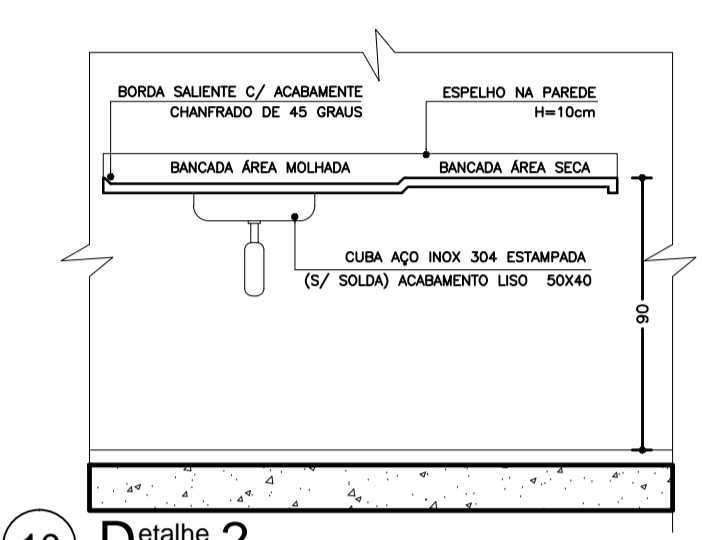 BORDA SALIENTE C/ ACABAMENTE
CHANFRADO DE 45 GRAUS
ESPELHO NA PAREDE
H=10cm
BANCADA ÁREA MOLHADA
BANCADA ÁREA SECA
CUBA AÇO INOX 304 ESTAMPADA
(S/ SOLDA) ACABAMENTO LISO 50X40
90
Detalhe 2